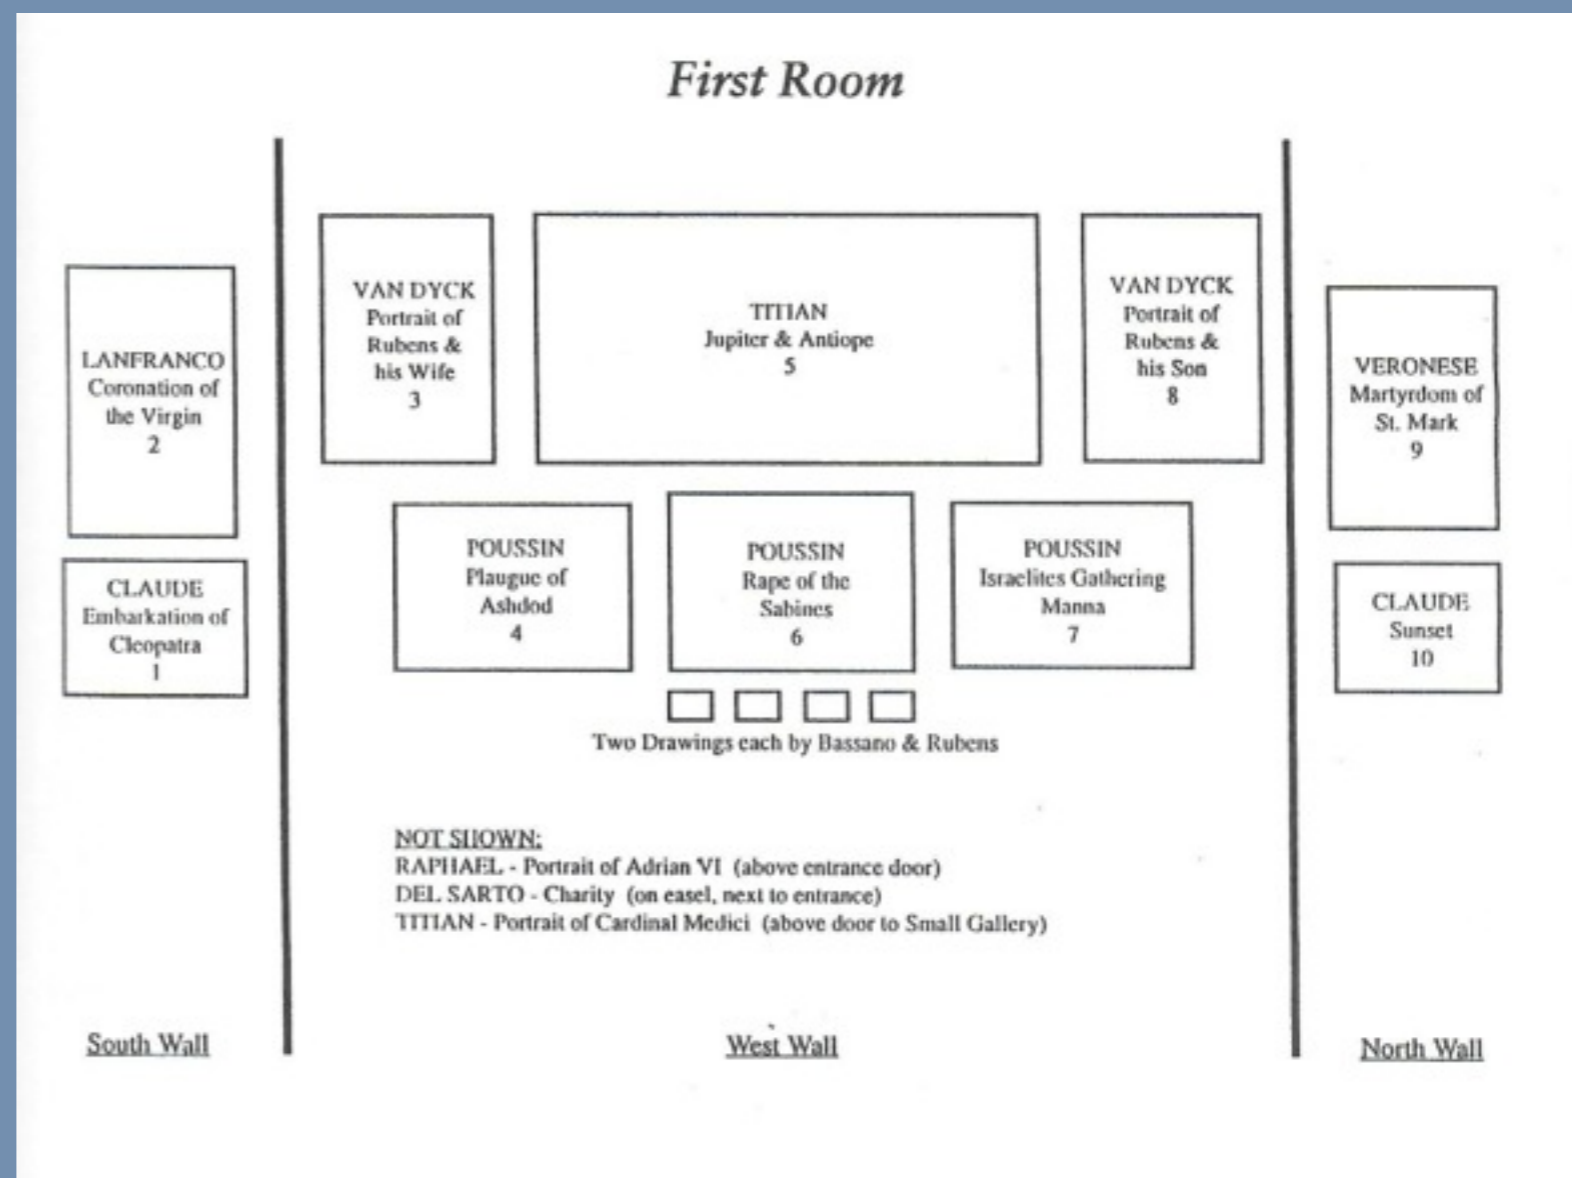 First Room
LANFRANCO
Coronation of
the Virgin
2
CLAUDE
Embarkation of
Cleopatra
1
VAN DYCK
Portrait of
Rubens &
his Wife
3
TITIAN
Jupiter & Antiope
5
VAN DYCK
Portrait of
Rubens &
his Son
8
POUSSIN
Plaugue of
Ashdod
4
POUSSIN
Rape of the
Sabines
6
POUSSIN
Israelites Gathering
Manna
7
Two Drawings each by Bassano & Rubens
VERONESE
Martyrdom of
St. Mark
9
CLAUDE
Sunset
10
NOT SHOWN:
RAPHAEL - Portrait of Adrian VI (above entrance door)
DEL SARTO - Charity (on easel, next to entrance)
TITIAN - Portrait of Cardinal Medici (above door to Small Gallery)
South Wall
West Wall
North Wall